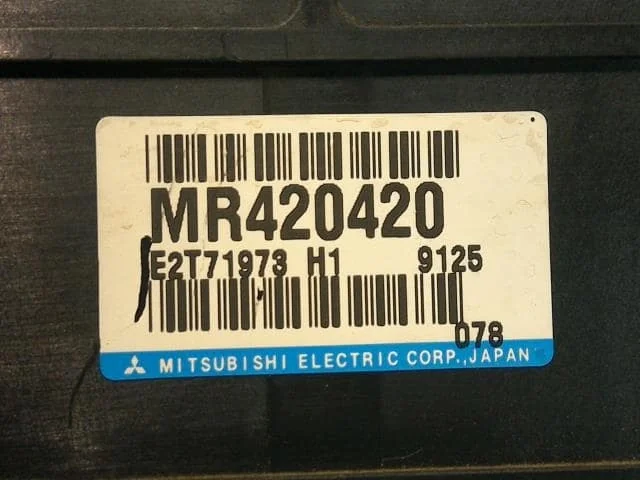 MR420420
E2T71973 H1 9125
078
MITSUBISHI ELECTRIC CORP.,JAPAN